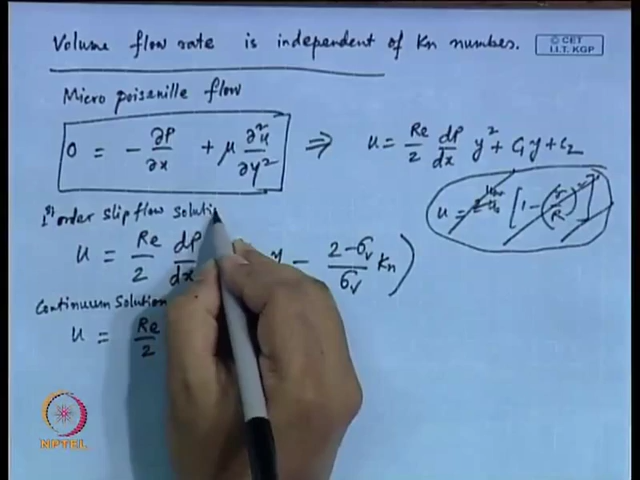 Volume flow rate is independent of Kn number.
© CET
I.I.T. KGP
Micro poiseuille flow
0 = - ∂P/∂x + μ ∂²u/∂y² ⇒ u = Re/2 dP/dx y² + C₁y + C₂
1st order slip flow soluti
u = Re/2 dP/dx y - 2-σᵥ/σᵥ Kn )
Continuum Solution
u = Re/2
NPTEL